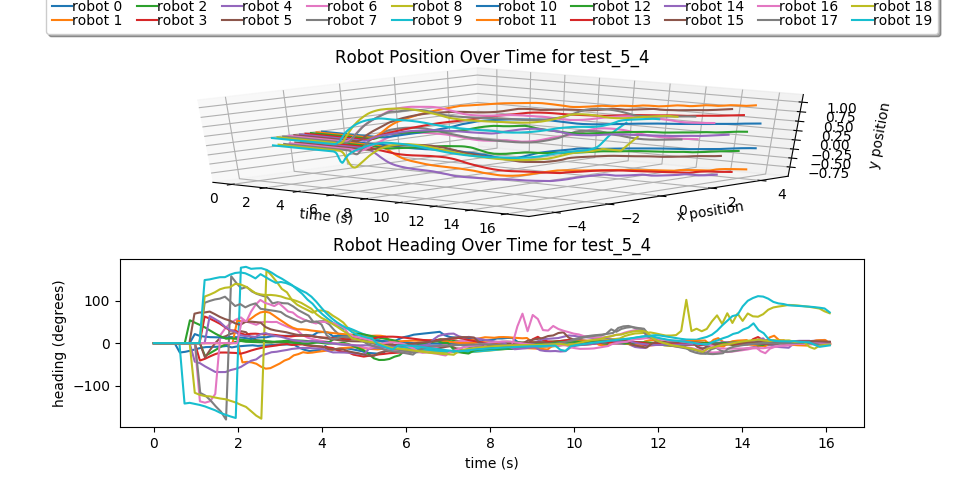 robot 0 robot 2 robot 4 robot 6 robot 8 robot 10 robot 12 robot 14 robot 16 robot 18
robot 1 robot 3 robot 5 robot 7 robot 9 robot 11 robot 13 robot 15 robot 17 robot 19
Robot Position Over Time for test_5_4
1.00
0.75
0.50
0.25
0.00
−0.25
−0.50
−0.75
y position
0 2 4 6 8 10 12 14 16
time (s)
−4 −2 0 2 4
x position
Robot Heading Over Time for test_5_4
100
0
−100
heading (degrees)
0 2 4 6 8 10 12 14 16
time (s)